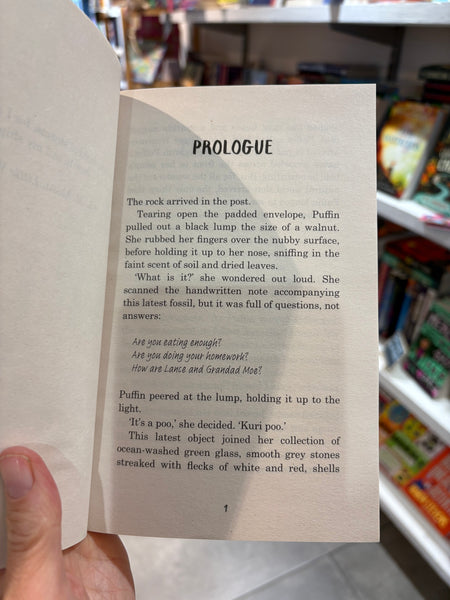 PROLOGUE
The rock arrived in the post.
Tearing open the padded envelope, Puffin
pulled out a black lump the size of a walnut.
She rubbed her fingers over the nubby surface,
before holding it up to her nose, sniffing in the
faint scent of soil and dried leaves.
‘What is it?’ she wondered out loud. She
scanned the handwritten note accompanying
this latest fossil, but it was full of questions, not
answers:
Are you eating enough?
Are you doing your homework?
How are Lance and Grandad Moe?
Puffin peered at the lump, holding it up to the
light.
‘It’s a poo,’ she decided. ‘Kuri poo.’
This latest object joined her collection of
ocean-washed green glass, smooth grey stones
streaked with flecks of white and red, shells
1